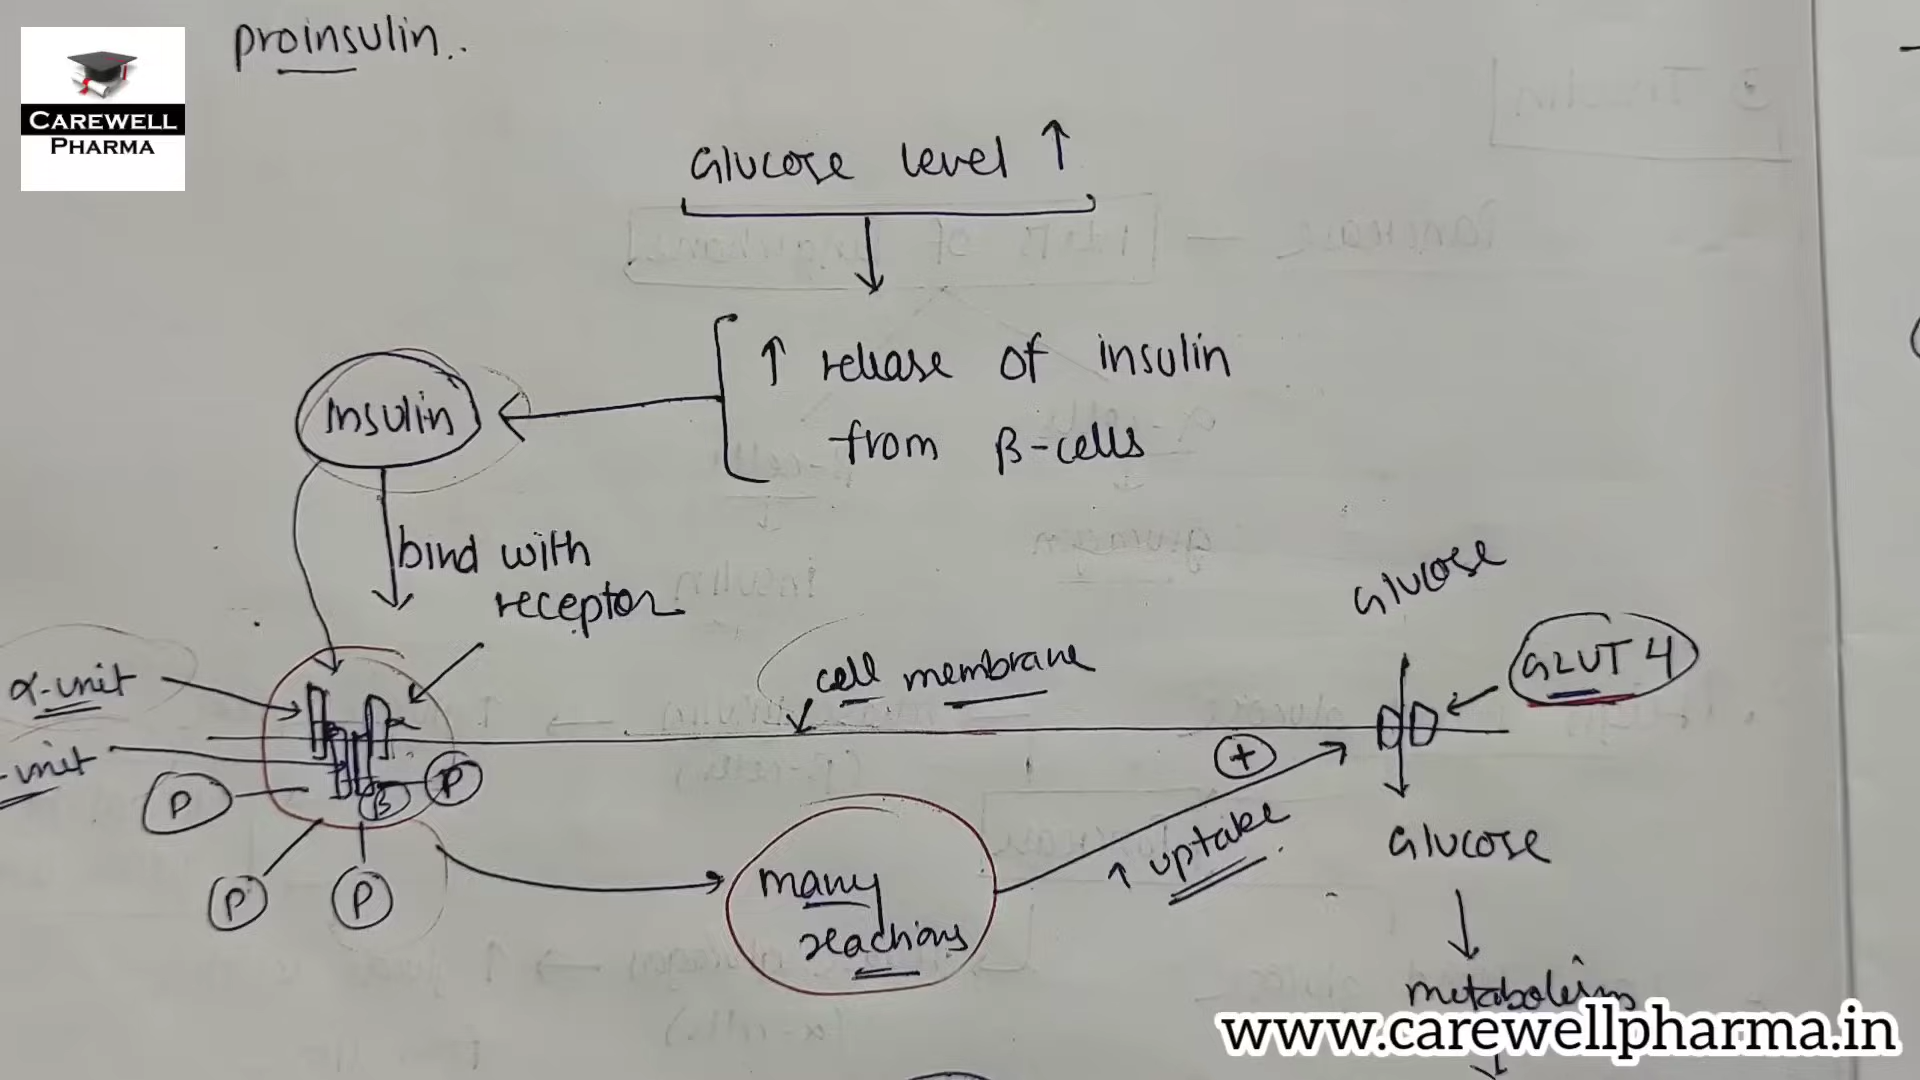 proinsulin..
CAREWELL
PHARMA
Glucose level ↑
↑ release of insulin
from β-cells
Insulin
bind with
receptor
Glucose
GLUT 4
cell membrane
α-unit
-unit
P
P
β
P
P
+
↑ uptake
Glucose
many
reactions
metabolism
www.carewellpharma.in